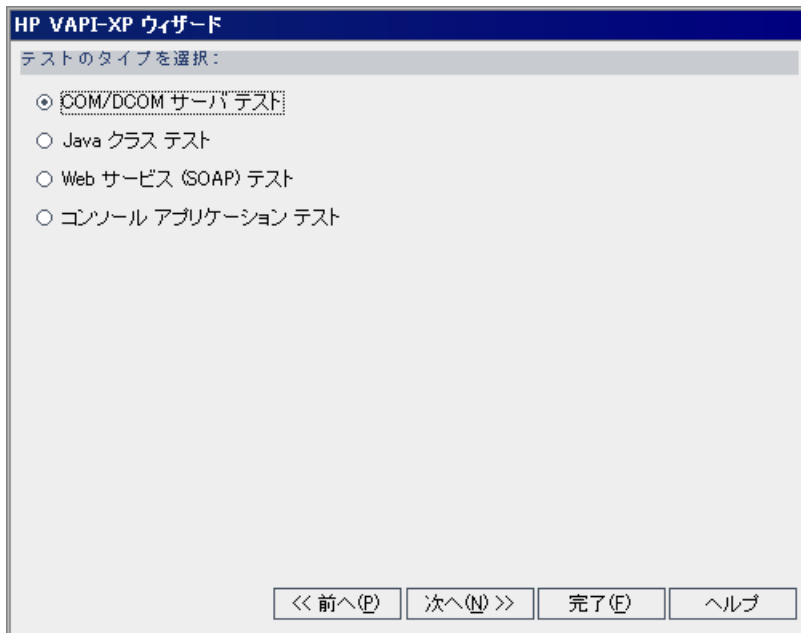 HP VAPI-XP ウィザード
テストのタイプを選択:
COM/DCOM サーバ テスト
Java クラス テスト
Web サービス (SOAP) テスト
コンソール アプリケーション テスト
<< 前へ(P) 次へ(N) >> 完了(F) ヘルプ